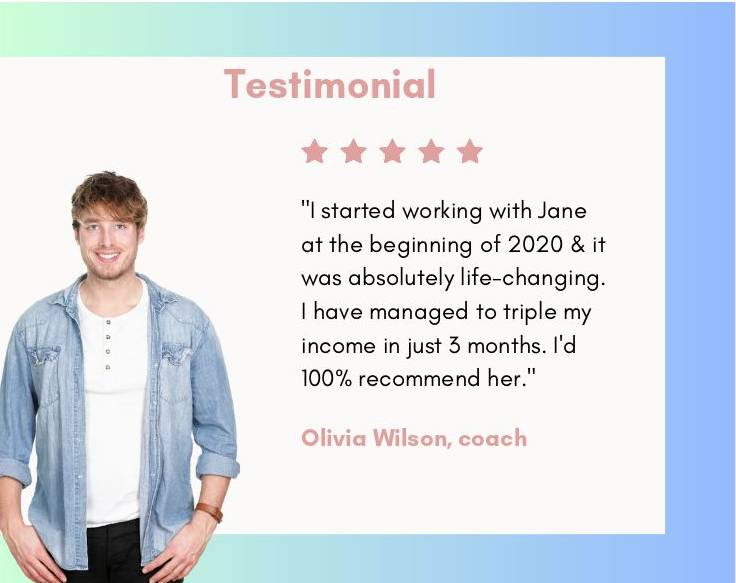 Testimonial
"I started working with Jane
at the beginning of 2020 & it
was absolutely life-changing.
I have managed to triple my
income in just 3 months. I'd
100% recommend her."
Olivia Wilson, coach